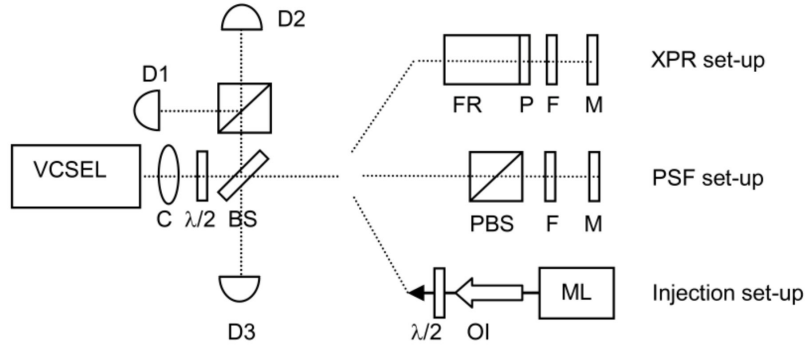 D2
D1
XPR set-up
FR P F M
VCSEL
PSF set-up
C λ/2 BS
PBS F M
ML
Injection set-up
D3
λ/2 OI